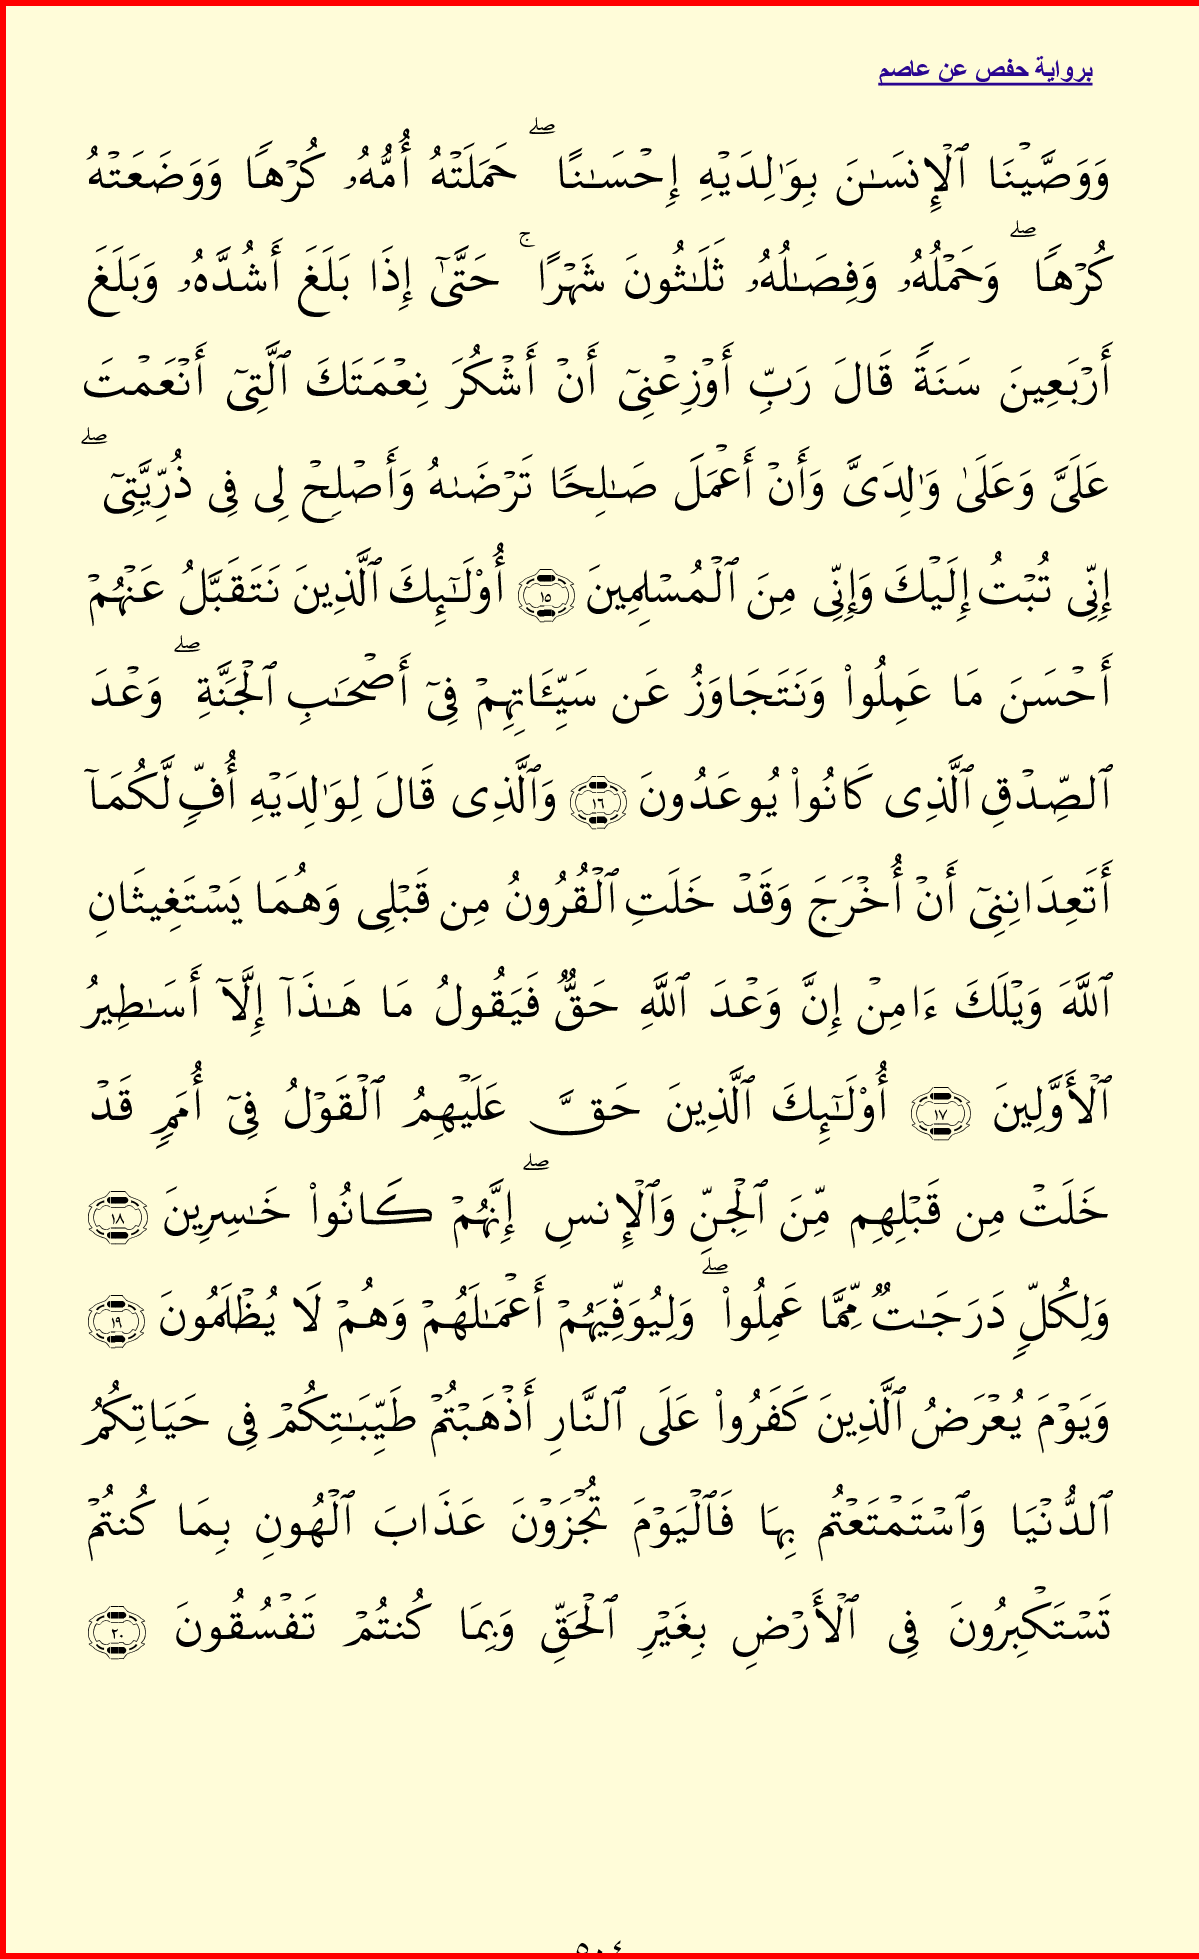 برواية حفص عن عاصم
وَوَصَّيْنَا ٱلْإِنسَـٰنَ بِوَٰلِدَيْهِ إِحْسَـٰنًا ۖ حَمَلَتْهُ أُمُّهُۥ كُرْهًا وَوَضَعَتْهُ
كُرْهًا ۖ وَحَمْلُهُۥ وَفِصَـٰلُهُۥ ثَلَـٰثُونَ شَهْرًا ۚ حَتَّىٰٓ إِذَا بَلَغَ أَشُدَّهُۥ وَبَلَغَ
أَرْبَعِينَ سَنَةً قَالَ رَبِّ أَوْزِعْنِىٓ أَنْ أَشْكُرَ نِعْمَتَكَ ٱلَّتِىٓ أَنْعَمْتَ
عَلَىَّ وَعَلَىٰ وَٰلِدَىَّ وَأَنْ أَعْمَلَ صَـٰلِحًا تَرْضَىٰهُ وَأَصْلِحْ لِى فِى ذُرِّيَّتِىٓ ۖ
إِنِّى تُبْتُ إِلَيْكَ وَإِنِّى مِنَ ٱلْمُسْلِمِينَ ١٥ أُو۟لَـٰٓئِكَ ٱلَّذِينَ نَتَقَبَّلُ عَنْهُمْ
أَحْسَنَ مَا عَمِلُوا۟ وَنَتَجَاوَزُ عَن سَيِّـَٔاتِهِمْ فِىٓ أَصْحَـٰبِ ٱلْجَنَّةِ ۖ وَعْدَ
ٱلصِّدْقِ ٱلَّذِى كَانُوا۟ يُوعَدُونَ ١٦ وَٱلَّذِى قَالَ لِوَٰلِدَيْهِ أُفٍّ لَّكُمَآ
أَتَعِدَانِنِىٓ أَنْ أُخْرَجَ وَقَدْ خَلَتِ ٱلْقُرُونُ مِن قَبْلِى وَهُمَا يَسْتَغِيثَانِ
ٱللَّهَ وَيْلَكَ ءَامِنْ إِنَّ وَعْدَ ٱللَّهِ حَقٌّ فَيَقُولُ مَا هَـٰذَآ إِلَّآ أَسَـٰطِيرُ
ٱلْأَوَّلِينَ ١٧ أُو۟لَـٰٓئِكَ ٱلَّذِينَ حَقَّ عَلَيْهِمُ ٱلْقَوْلُ فِىٓ أُمَمٍ قَدْ
خَلَتْ مِن قَبْلِهِم مِّنَ ٱلْجِنِّ وَٱلْإِنسِ ۖ إِنَّهُمْ كَانُوا۟ خَـٰسِرِينَ ١٨
وَلِكُلٍّ دَرَجَـٰتٌ مِّمَّا عَمِلُوا۟ ۖ وَلِيُوَفِّيَهُمْ أَعْمَـٰلَهُمْ وَهُمْ لَا يُظْلَمُونَ ١٩
وَيَوْمَ يُعْرَضُ ٱلَّذِينَ كَفَرُوا۟ عَلَى ٱلنَّارِ أَذْهَبْتُمْ طَيِّبَـٰتِكُمْ فِى حَيَاتِكُمُ
ٱلدُّنْيَا وَٱسْتَمْتَعْتُم بِهَا فَٱلْيَوْمَ تُجْزَوْنَ عَذَابَ ٱلْهُونِ بِمَا كُنتُمْ
تَسْتَكْبِرُونَ فِى ٱلْأَرْضِ بِغَيْرِ ٱلْحَقِّ وَبِمَا كُنتُمْ تَفْسُقُونَ ٢٠
٥٠٤